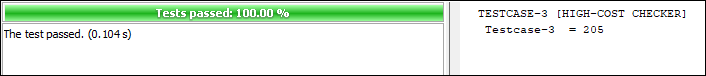 Tests passed: 100.00 %
The test passed. (0.104 s)
TESTCASE-3 [HIGH-COST CHECKER]
Testcase-3 = 205